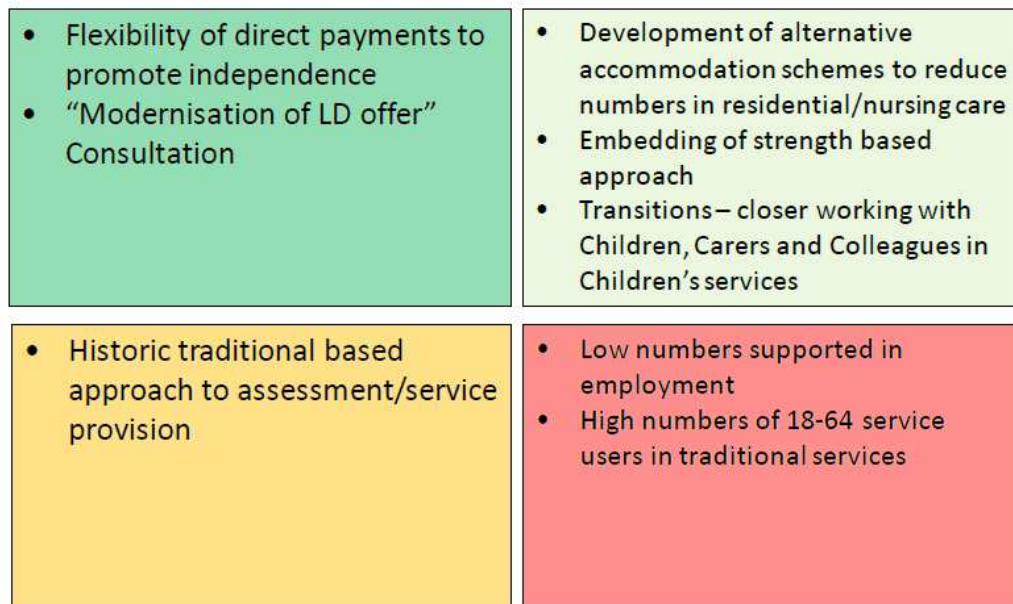 • Flexibility of direct payments to
promote independence
• “Modernisation of LD offer”
Consultation
• Development of alternative
accommodation schemes to reduce
numbers in residential/nursing care
• Embedding of strength based
approach
• Transitions – closer working with
Children, Carers and Colleagues in
Children’s services
• Historic traditional based
approach to assessment/service
provision
• Low numbers supported in
employment
• High numbers of 18-64 service
users in traditional services